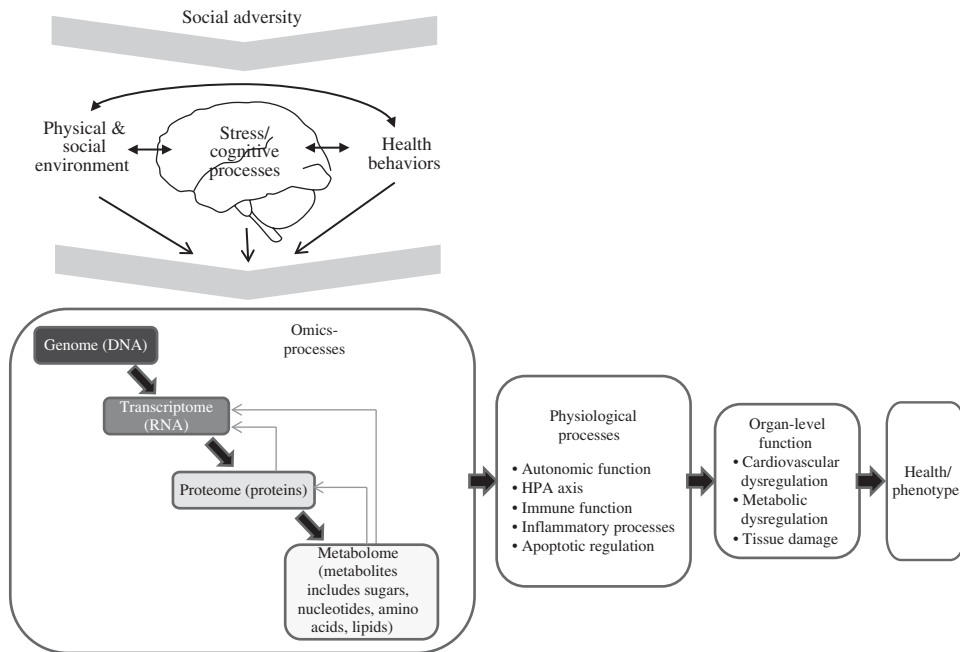 Social adversity
Physical &
social
environment
Stress/
cognitive
processes
Health
behaviors
Omics-
processes
Genome (DNA)
Transcriptome
(RNA)
Proteome (proteins)
Metabolome
(metabolites
includes sugars,
nucleotides, amino
acids, lipids)
Physiological
processes
• Autonomic function
• HPA axis
• Immune function
• Inflammatory processes
• Apoptotic regulation
Organ-level
function
• Cardiovascular
dysregulation
• Metabolic
dysregulation
• Tissue damage
Health/
phenotype